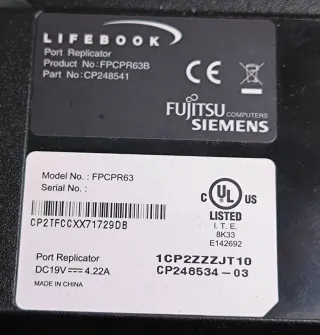 LIFEBOOK
Port Replicator
Product No: FPCPR63B
Part No: CP248541
CE
FUJITSU COMPUTERS
SIEMENS
Model No. : FPCPR63
Serial No. :
CP2TFCCXX71729DB
C UL US
LISTED
I. T. E.
8K33
E142692
Port Replicator
DC19V 4.22A
MADE IN CHINA
1CP2ZZZJT10
CP248534-03